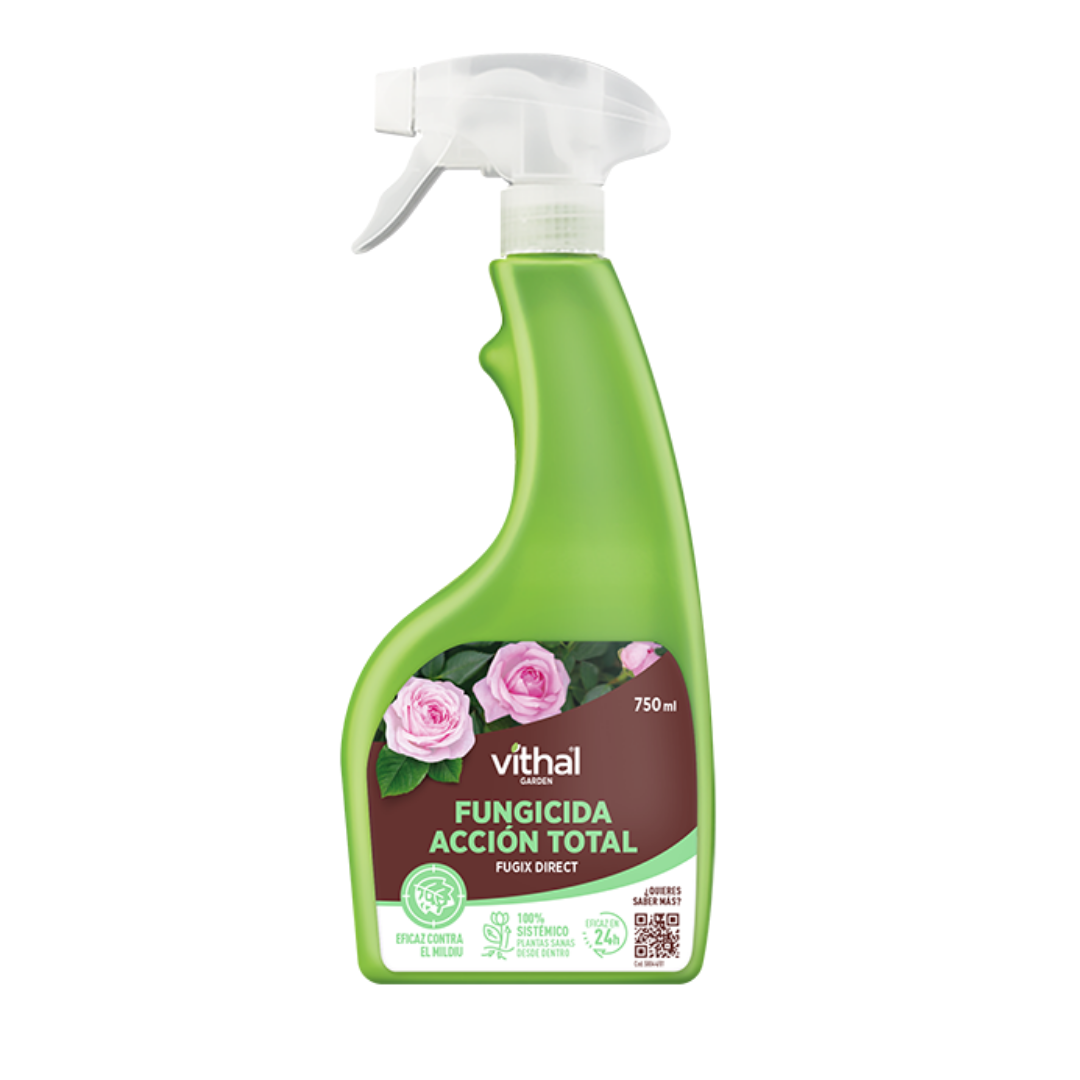 750 ml
vithal®
GARDEN
FUNGICIDA
ACCIÓN TOTAL
FUGIX DIRECT
¿QUIERES
SABER MÁS?
EFICAZ CONTRA
EL MILDIU
100%
SISTÉMICO
PLANTAS SANAS
DESDE DENTRO
EFICAZ EN
24h